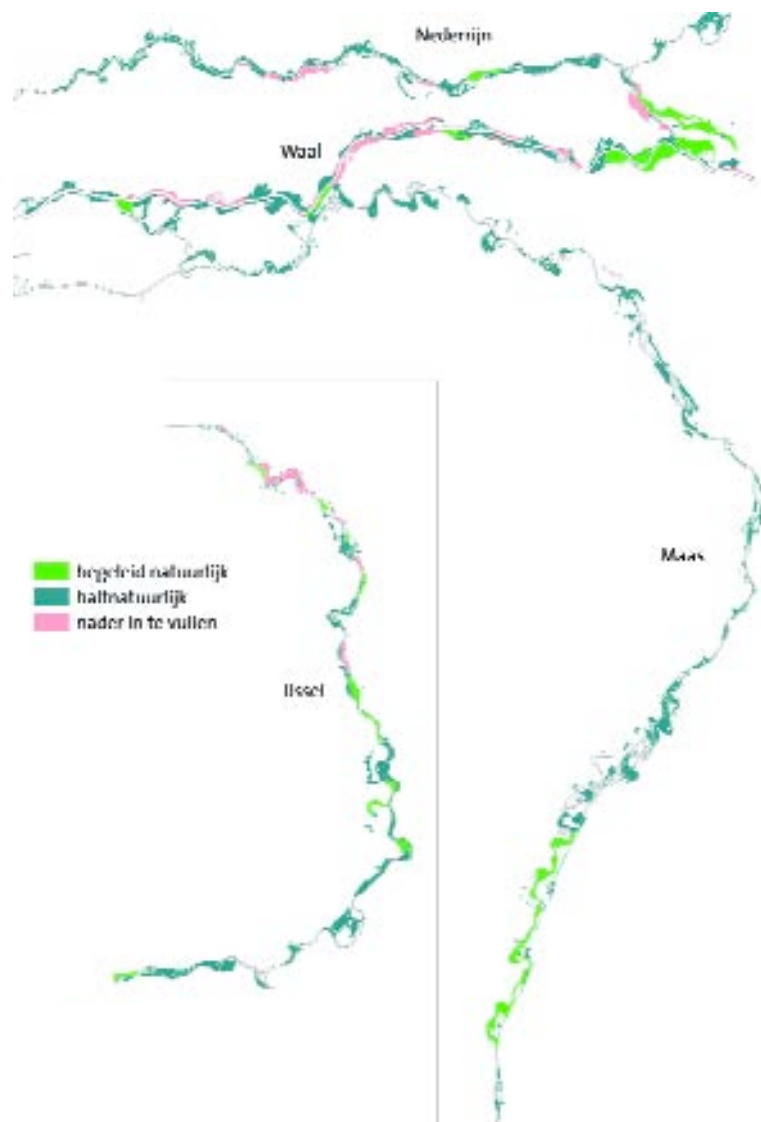 Nederrijn
Waal
Maas
begeleid natuurlijk
halfnatuurlijk
nader in te vullen
IJssel